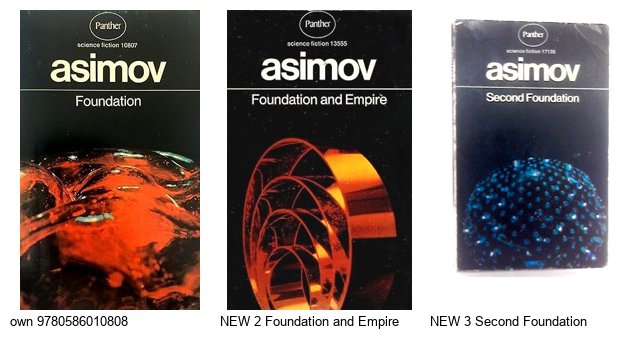 Panther
science fiction 10807
asimov
Foundation
Panther
science fiction 13555
asimov
Foundation and Empire
Panther
science fiction 17135
asimov
Second Foundation
own 9780586010808
NEW 2 Foundation and Empire
NEW 3 Second Foundation